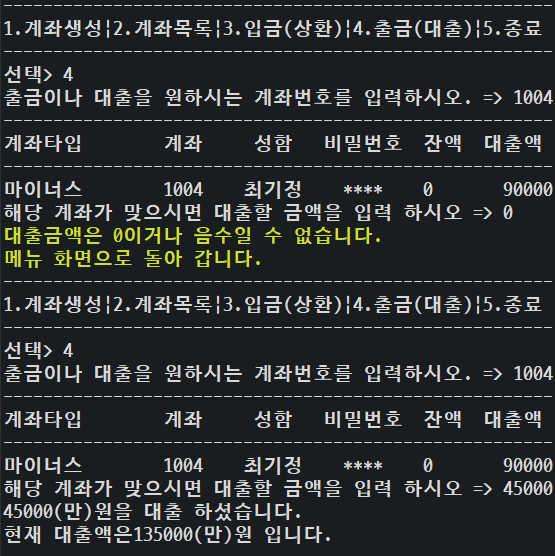 --------------------------------------------------------
1.계좌생성¦2.계좌목록¦3.입금(상환)¦4.출금(대출)¦5.종료
--------------------------------------------------------
선택> 4
출금이나 대출을 원하시는 계좌번호를 입력하시오. => 1004
--------------------------------------------------------
계좌타입 계좌 성함 비밀번호 잔액 대출액
--------------------------------------------------------
마이너스 1004 최기정 **** 0 90000
해당 계좌가 맞으시면 대출할 금액을 입력 하시오 => 0
대출금액은 0이거나 음수일 수 없습니다.
메뉴 화면으로 돌아 갑니다.
--------------------------------------------------------
1.계좌생성¦2.계좌목록¦3.입금(상환)¦4.출금(대출)¦5.종료
--------------------------------------------------------
선택> 4
출금이나 대출을 원하시는 계좌번호를 입력하시오. => 1004
--------------------------------------------------------
계좌타입 계좌 성함 비밀번호 잔액 대출액
--------------------------------------------------------
마이너스 1004 최기정 **** 0 90000
해당 계좌가 맞으시면 대출할 금액을 입력 하시오 => 45000
45000(만)원을 대출 하셨습니다.
현재 대출액은135000(만)원 입니다.